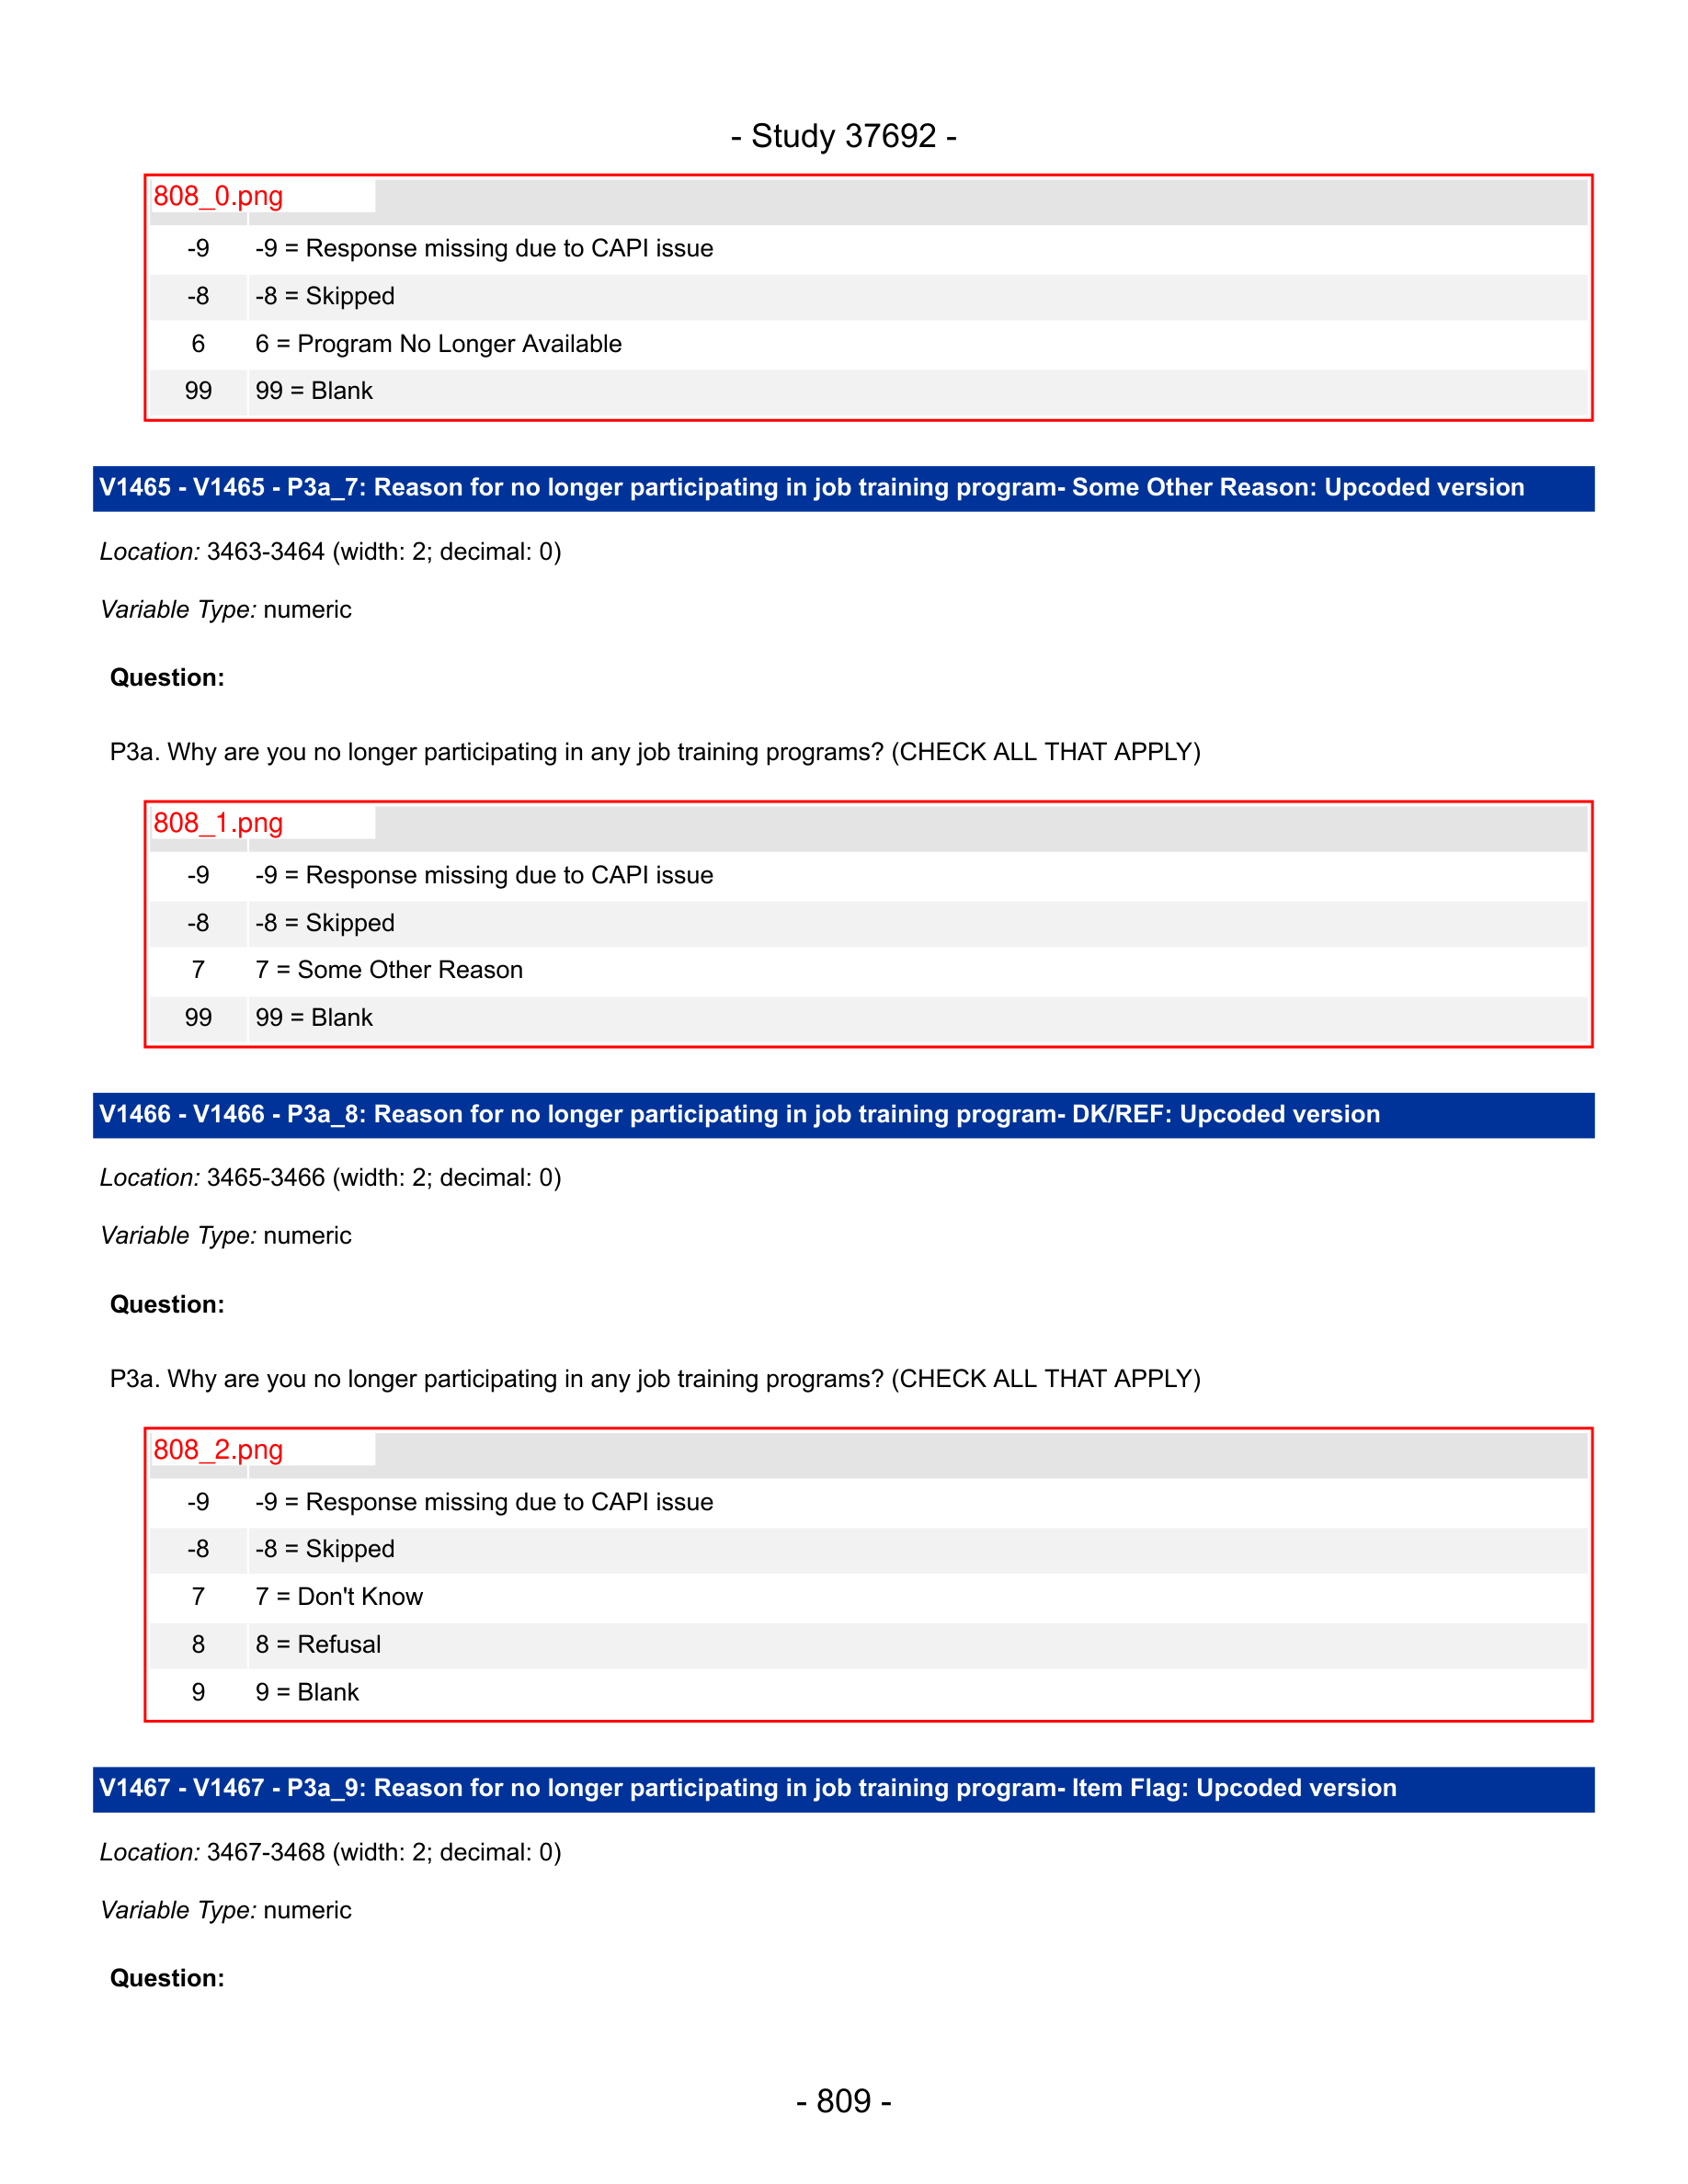 - Study 37692 -
808_0.png
-9 -9 = Response missing due to CAPI issue
-8 -8 = Skipped
6 6 = Program No Longer Available
99 99 = Blank
V1465 - V1465 - P3a_7: Reason for no longer participating in job training program- Some Other Reason: Upcoded version
Location: 3463-3464 (width: 2; decimal: 0)
Variable Type: numeric
Question:
P3a. Why are you no longer participating in any job training programs? (CHECK ALL THAT APPLY)
808_1.png
-9 -9 = Response missing due to CAPI issue
-8 -8 = Skipped
7 7 = Some Other Reason
99 99 = Blank
V1466 - V1466 - P3a_8: Reason for no longer participating in job training program- DK/REF: Upcoded version
Location: 3465-3466 (width: 2; decimal: 0)
Variable Type: numeric
Question:
P3a. Why are you no longer participating in any job training programs? (CHECK ALL THAT APPLY)
808_2.png
-9 -9 = Response missing due to CAPI issue
-8 -8 = Skipped
7 7 = Don't Know
8 8 = Refusal
9 9 = Blank
V1467 - V1467 - P3a_9: Reason for no longer participating in job training program- Item Flag: Upcoded version
Location: 3467-3468 (width: 2; decimal: 0)
Variable Type: numeric
Question:
- 809 -